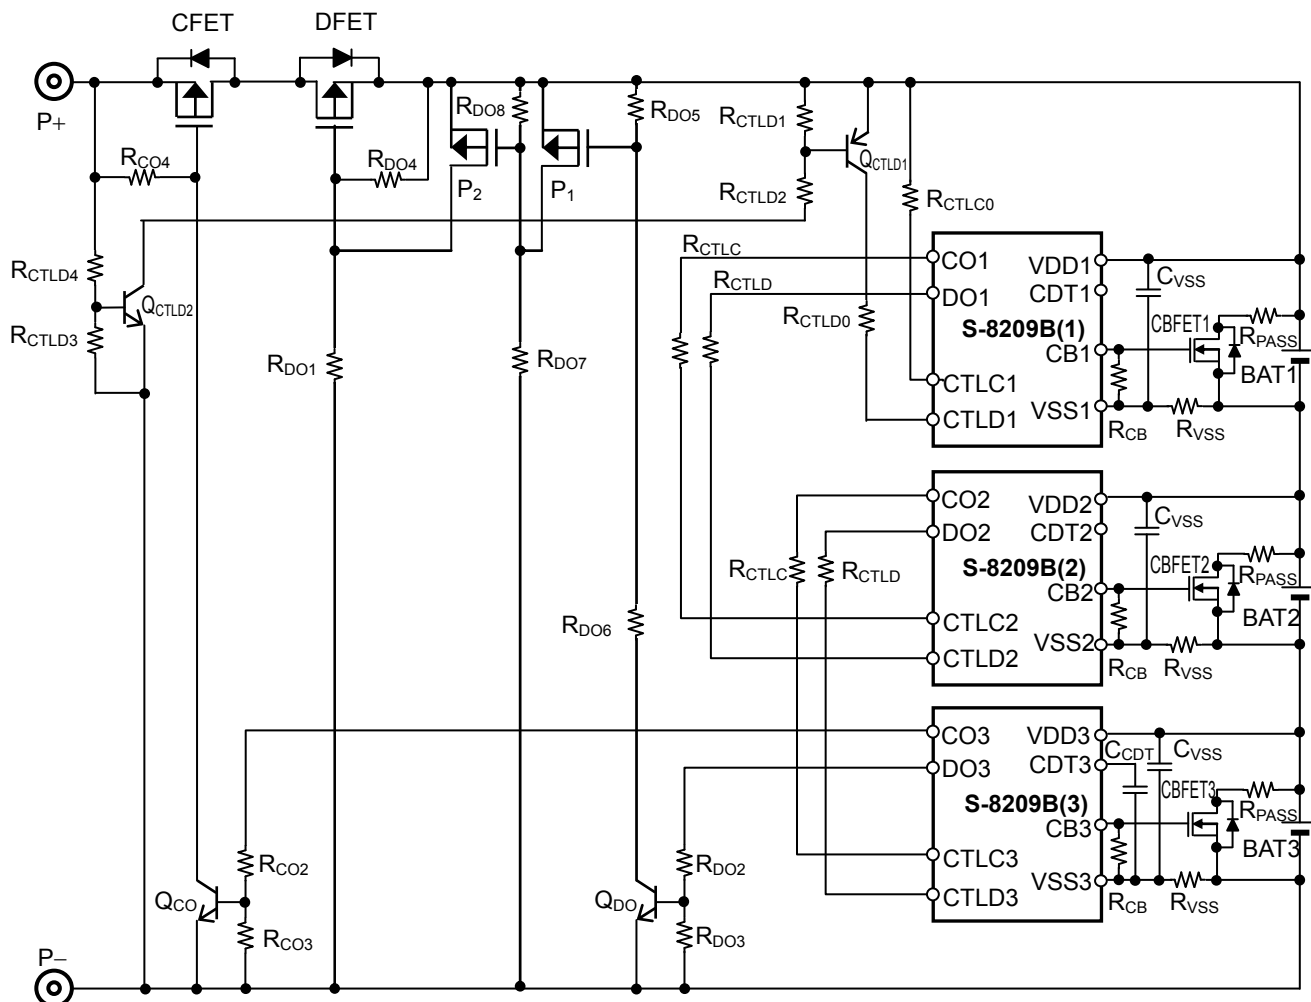 CFET
DFET
P+
RCO4
RDO4
RDO8
P2
P1
RDO5
RCTLD1
QCTLD1
RCTLD2
RCTLC0
RCTLD4
QCTLD2
RCTLD3
RDO1
RDO7
RCTLC
RCTLD
RCTLD0
CO1
DO1
VDD1
CDT1
S-8209B(1)
CB1
CTLC1
VSS1
CTLD1
CVSS
CBFET1
RPASS
BAT1
RCB
RVSS
RDO6
RCTLC
RCTLD
CO2
DO2
VDD2
CDT2
S-8209B(2)
CB2
CTLC2
VSS2
CTLD2
CVSS
CBFET2
RPASS
BAT2
RCB
RVSS
CO3
DO3
VDD3
CDT3
S-8209B(3)
CB3
CTLC3
VSS3
CTLD3
CCDT
CVSS
CBFET3
RPASS
BAT3
RCB
RVSS
RCO2
QCO
RCO3
RDO2
QDO
RDO3
P−